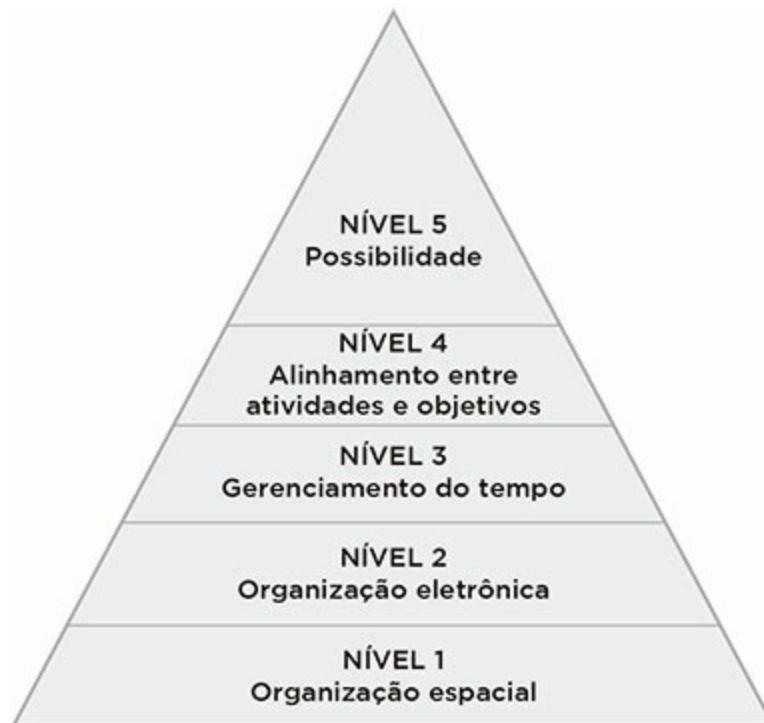 NÍVEL 5
Possibilidade
NÍVEL 4
Alinhamento entre
atividades e objetivos
NÍVEL 3
Gerenciamento do tempo
NÍVEL 2
Organização eletrônica
NÍVEL 1
Organização espacial